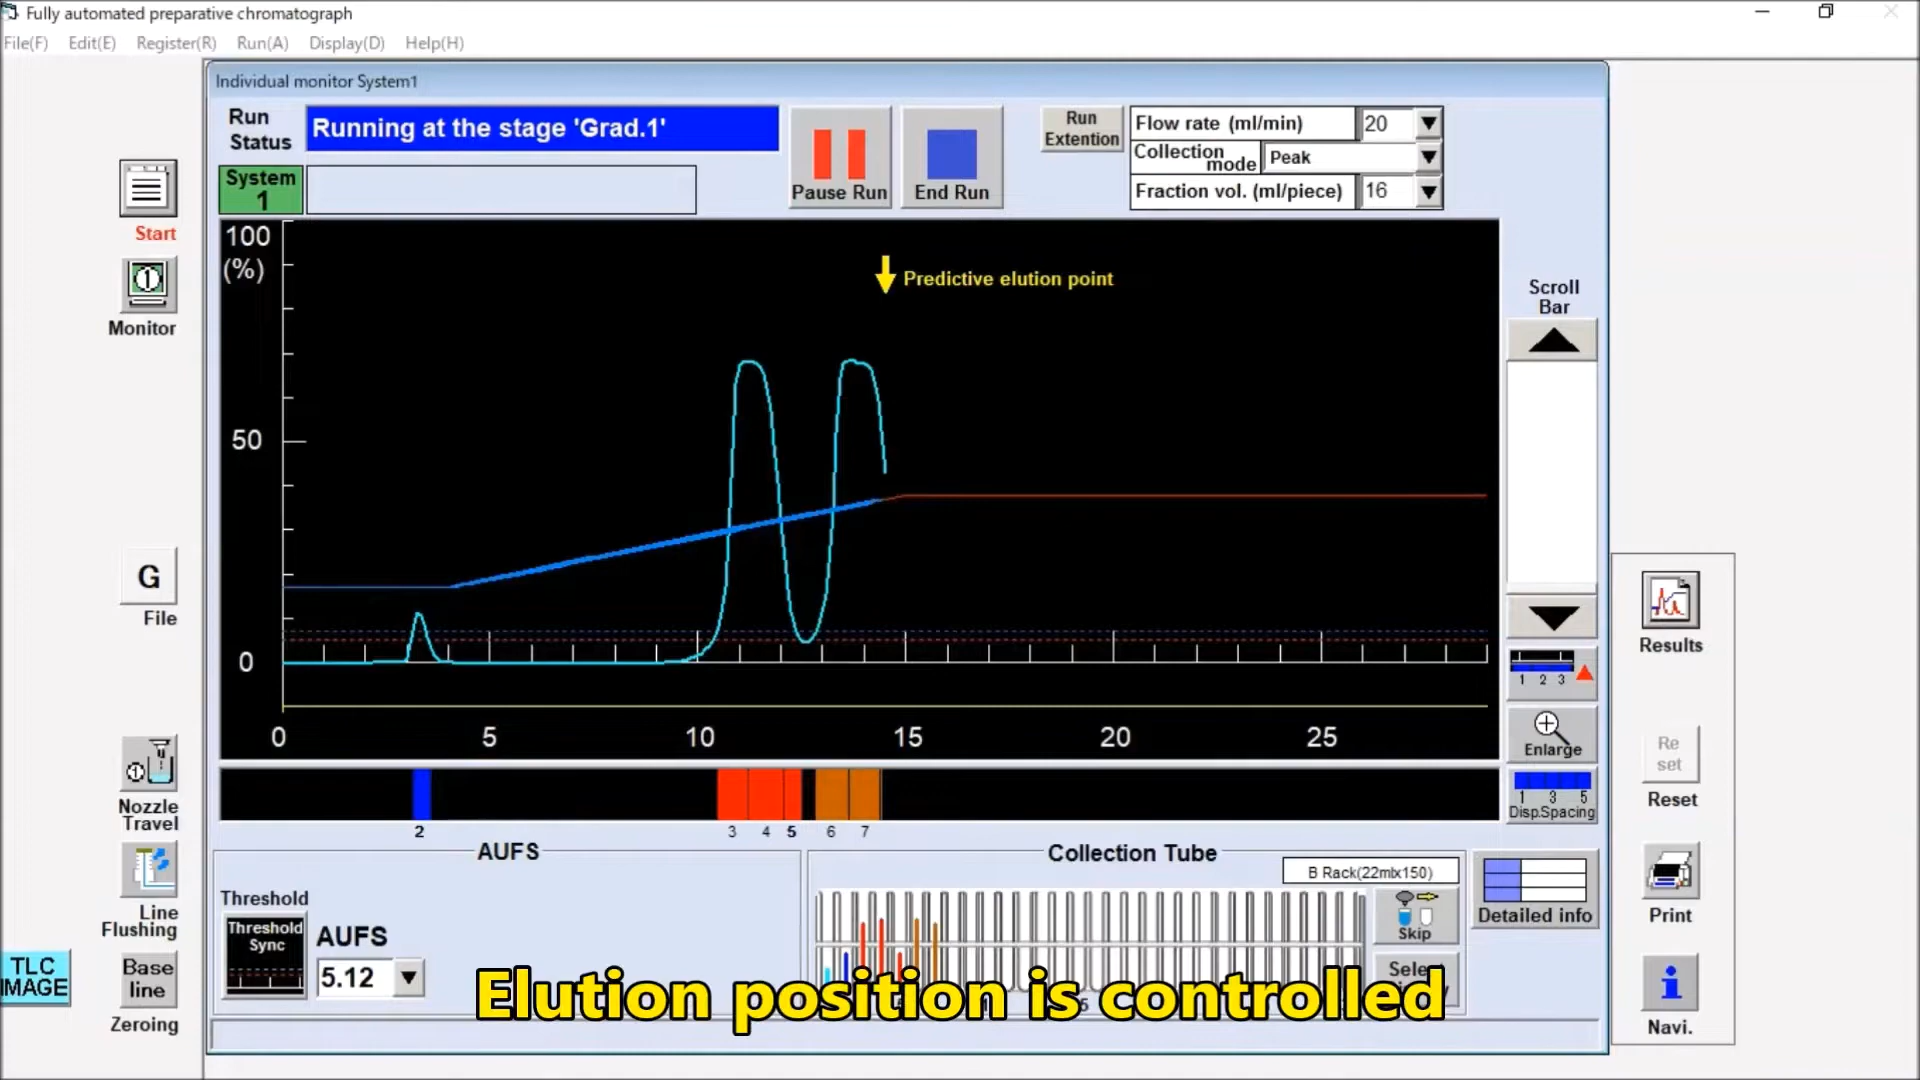 Fully automated preparative chromatograph
File(F) Edit(E) Register(R) Run(A) Display(D) Help(H)
Individual monitor System1
Run
Status
Running at the stage 'Grad.1'
System
1
Pause Run
End Run
Run
Extention
Flow rate (ml/min) 20
Collection
mode
Peak
Fraction vol. (ml/piece) 16
Start
Monitor
G
File
Nozzle
Travel
Line
Flushing
TLC
IMAGE
Base
line
Zeroing
100
(%)
50
0
Predictive elution point
0 5 10 15 20 25
2 3 4 5 6 7
Scroll
Bar
1 2 3
Enlarge
1 3 5
Disp.Spacing
Results
Re
set
Reset
Print
Navi.
AUFS
Threshold
Threshold
Sync
AUFS
5.12
Collection Tube
B Rack(22mlx150)
Skip
Detailed info
Elution position is controlled